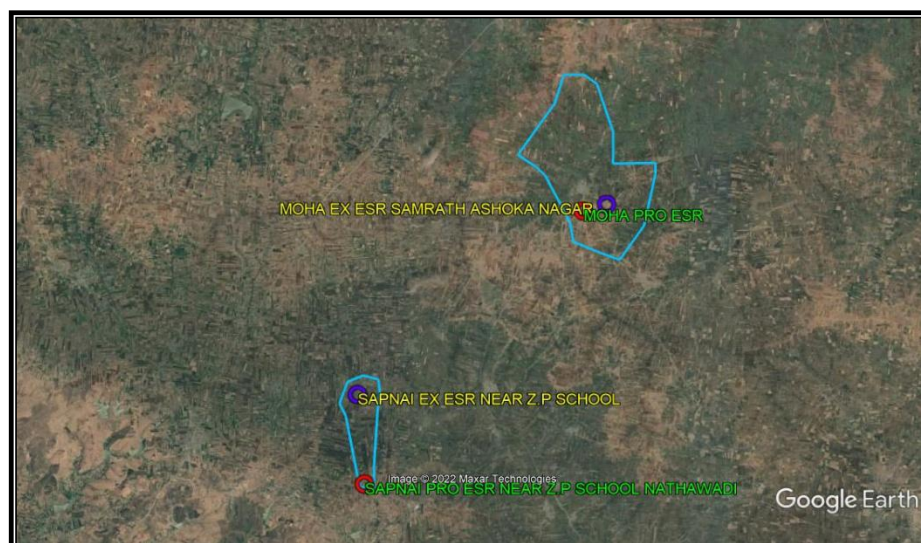 MOHA EX ESR SAMRATH ASHOKA NAGAR
MOHA PRO ESR
SAPNAI EX ESR NEAR Z.P SCHOOL
Image © 2022 Maxar Technologies
SAPNAI PRO ESR NEAR Z.P SCHOOL NATHAWADI
Google Earth